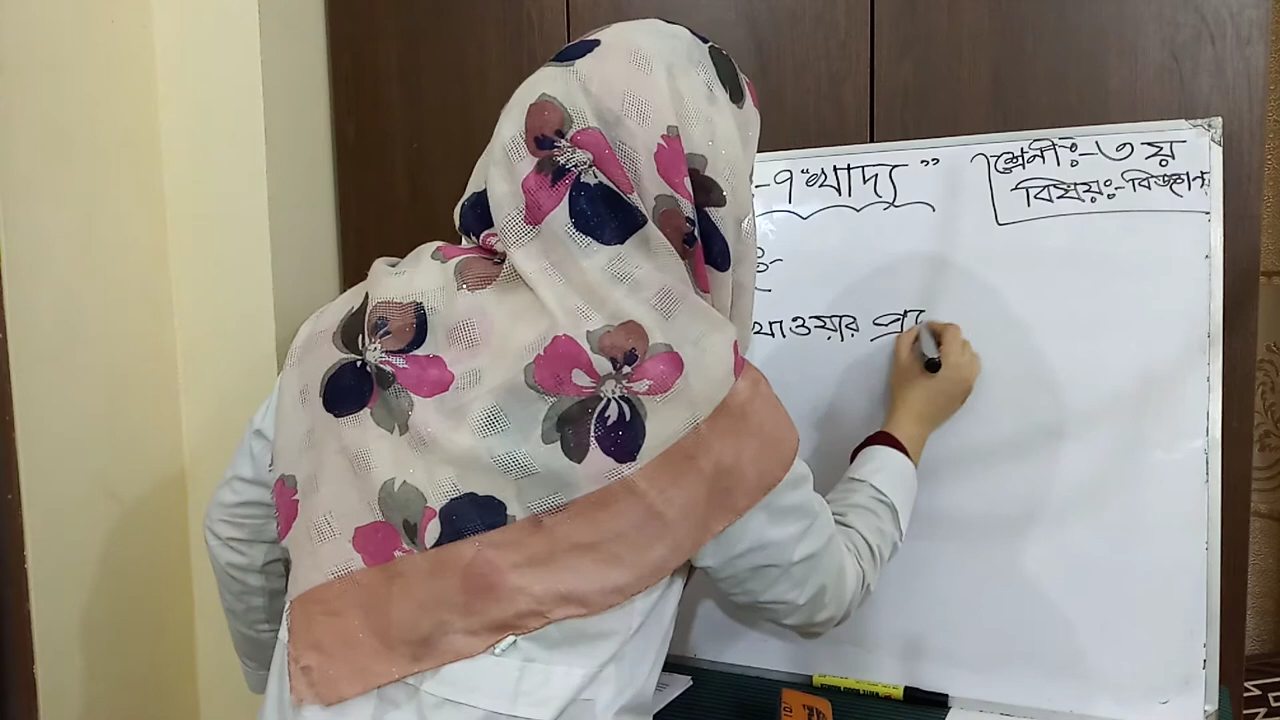 -৭ “খাদ্য”
শ্রেনী:-৩য়
বিষয়ঃ-বিজ্ঞান
খাওয়ার প্র